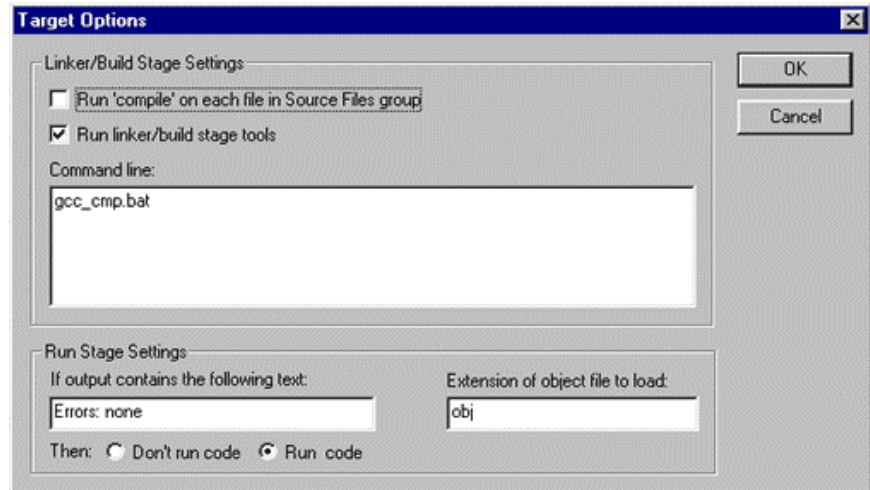 Target Options
Linker/Build Stage Settings
OK
Run 'compile' on each file in Source Files group
Cancel
Run linker/build stage tools
Command line:
gcc_cmp.bat
Run Stage Settings
If output contains the following text: Extension of object file to load:
Errors: none obj
Then: Don't run code Run code